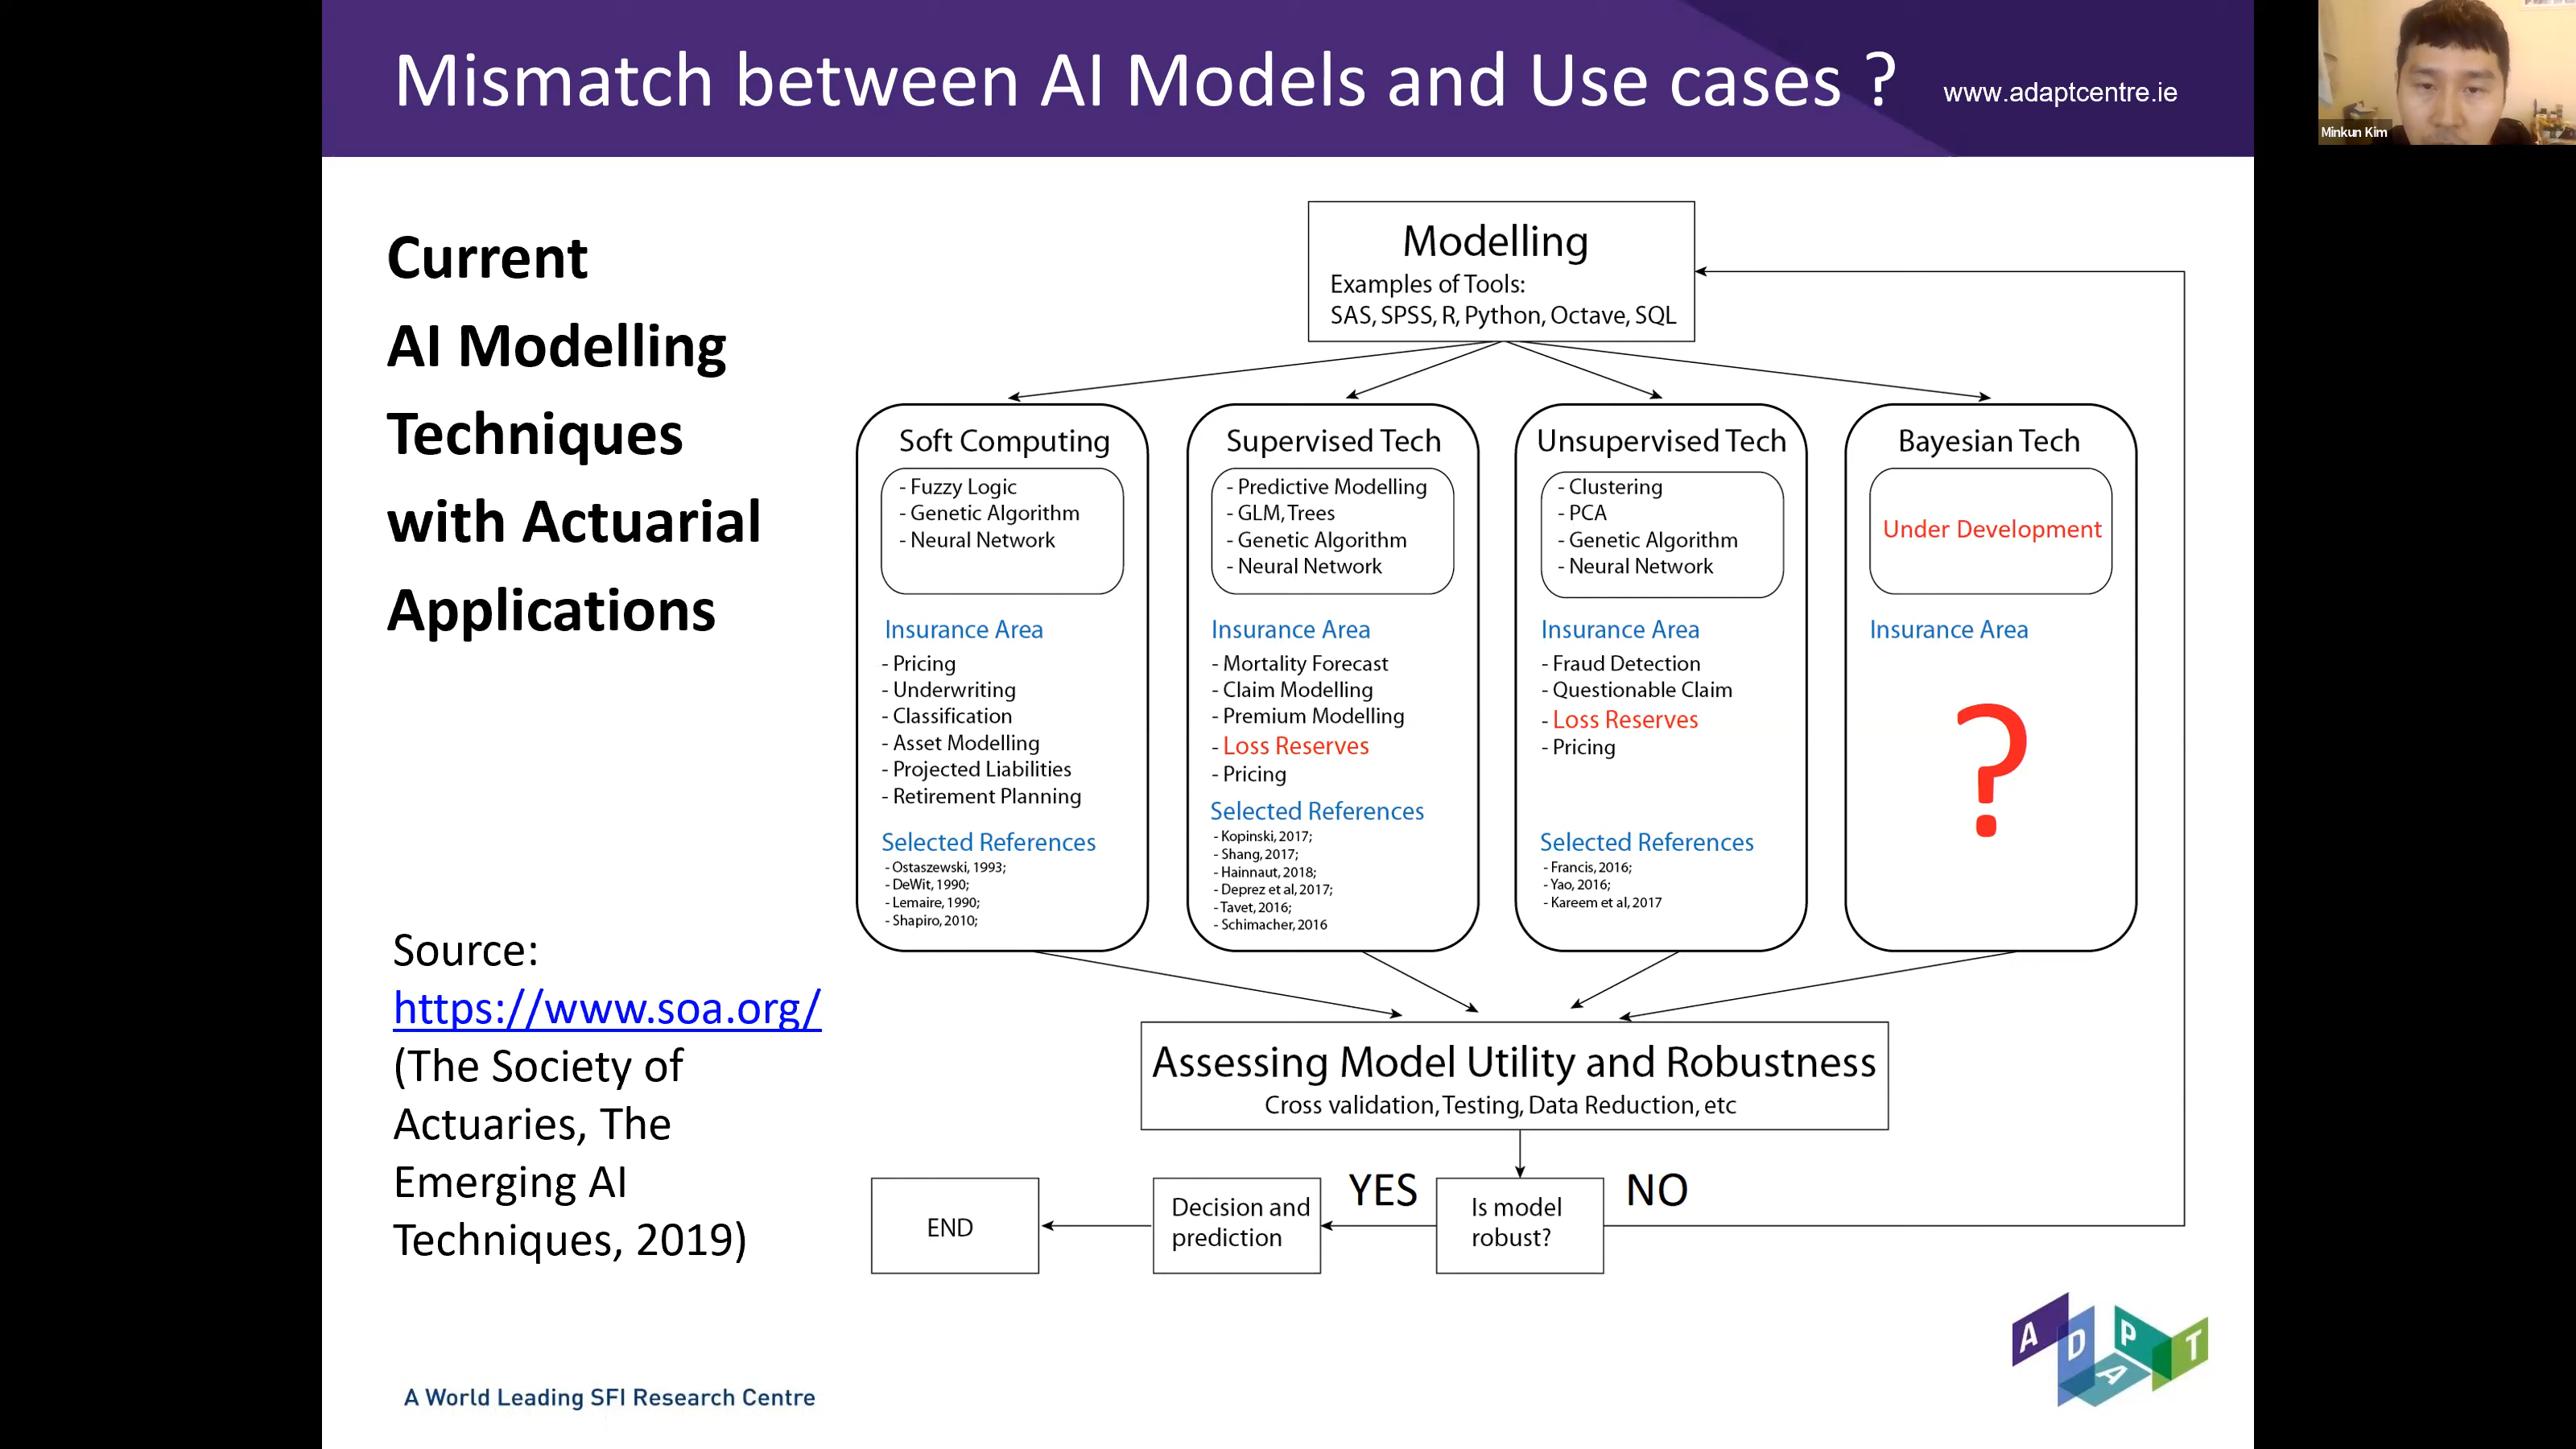 Mismatch between AI Models and Use cases ?
www.adaptcentre.ie
Minkun Kim
Current
AI Modelling
Techniques
with Actuarial
Applications
Source:
https://www.soa.org/
(The Society of
Actuaries, The
Emerging AI
Techniques, 2019)
Modelling
Examples of Tools:
SAS, SPSS, R, Python, Octave, SQL
Soft Computing
- Fuzzy Logic
- Genetic Algorithm
- Neural Network
Insurance Area
- Pricing
- Underwriting
- Classification
- Asset Modelling
- Projected Liabilities
- Retirement Planning
Selected References
- Ostaszewski, 1993;
- DeWit, 1990;
- Lemaire, 1990;
- Shapiro, 2010;
Supervised Tech
- Predictive Modelling
- GLM, Trees
- Genetic Algorithm
- Neural Network
Insurance Area
- Mortality Forecast
- Claim Modelling
- Premium Modelling
- Loss Reserves
- Pricing
Selected References
- Kopinski, 2017;
- Shang, 2017;
- Hainnaut, 2018;
- Deprez et al, 2017;
- Tavet, 2016;
- Schimacher, 2016
Unsupervised Tech
- Clustering
- PCA
- Genetic Algorithm
- Neural Network
Insurance Area
- Fraud Detection
- Questionable Claim
- Loss Reserves
- Pricing
Selected References
- Francis, 2016;
- Yao, 2016;
- Kareem et al, 2017
Bayesian Tech
Under Development
Insurance Area
?
Assessing Model Utility and Robustness
Cross validation, Testing, Data Reduction, etc
END
Decision and
prediction
YES
Is model
robust?
NO
A World Leading SFI Research Centre
ADAPT